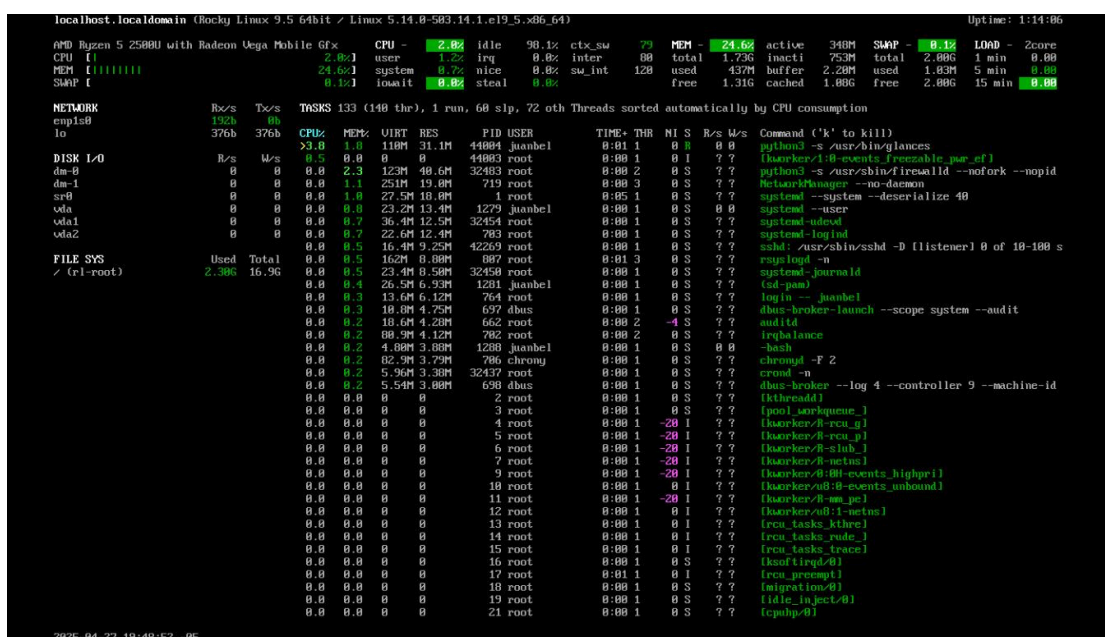 localhost.localdomain (Rocky Linux 9.5 64bit / Linux 5.14.0-503.14.1.el9_5.x86_64) Uptime: 1:14:06
AMD Ryzen 5 2500U with Radeon Vega Mobile Gfx CPU - 2.0% idle 98.1% ctx_sw 79 MEM - 24.6% active 348M SWAP - 0.1% LOAD - 2core
CPU [| 2.0%] user 1.2% irq 0.0% inter 80 total 1.73G inacti 753M total 2.00G 1 min 0.00
MEM [|||||||| 24.6%] system 0.7% nice 0.0% sw_int 120 used 437M buffer 2.20M used 1.03M 5 min 0.00
SWAP [ 0.1%] iowait 0.0% steal 0.0% free 1.31G cached 1.08G free 2.00G 15 min 0.00
NETWORK Rx/s Tx/s TASKS 133 (140 thr), 1 run, 60 slp, 72 oth Threads sorted automatically by CPU consumption
enp1s0 192b 0b
lo 376b 376b CPU% MEM% VIRT RES PID USER TIME+ THR NI S R/s W/s Command ('k' to kill)
>3.8 1.8 110M 31.1M 44004 juanbel 0:01 1 0 R 0 0 python3 -s /usr/bin/glances
DISK I/O R/s W/s 0.5 0.0 0 0 44003 root 0:00 1 0 I ? ? [kworker/1:0-events_freezable_pwr_ef]
dm-0 0 0 0.0 2.3 123M 40.6M 32483 root 0:00 2 0 S ? ? python3 -s /usr/sbin/firewalld --nofork --nopid
dm-1 0 0 0.0 1.1 251M 19.0M 719 root 0:00 3 0 S ? ? NetworkManager --no-daemon
sr0 0 0 0.0 1.0 27.5M 18.0M 1 root 0:05 1 0 S ? ? systemd --system --deserialize 40
vda 0 0 0.0 0.8 23.2M 13.4M 1279 juanbel 0:00 1 0 S 0 0 systemd --user
vda1 0 0 0.0 0.7 36.4M 12.5M 32454 root 0:00 1 0 S ? ? systemd-udevd
vda2 0 0 0.0 0.7 22.6M 12.4M 703 root 0:00 1 0 S ? ? systemd-logind
0.0 0.5 16.4M 9.25M 42269 root 0:00 1 0 S ? ? sshd: /usr/sbin/sshd -D [listener] 0 of 10-100 s
FILE SYS Used Total 0.0 0.5 162M 8.80M 807 root 0:01 3 0 S ? ? rsyslogd -n
/ (rl-root) 2.30G 16.9G 0.0 0.5 23.4M 8.50M 32450 root 0:00 1 0 S ? ? systemd-journald
0.0 0.4 26.5M 6.93M 1281 juanbel 0:00 1 0 S ? ? (sd-pam)
0.0 0.3 13.6M 6.12M 764 root 0:00 1 0 S ? ? login -- juanbel
0.0 0.3 10.8M 4.75M 697 dbus 0:00 1 0 S ? ? dbus-broker-launch --scope system --audit
0.0 0.2 18.6M 4.28M 662 root 0:00 2 -4 S ? ? auditd
0.0 0.2 80.9M 4.12M 702 root 0:00 2 0 S ? ? irqbalance
0.0 0.2 4.80M 3.88M 1288 juanbel 0:00 1 0 S 0 0 -bash
0.0 0.2 82.9M 3.79M 706 chrony 0:00 1 0 S ? ? chronyd -F 2
0.0 0.2 5.96M 3.38M 32437 root 0:00 1 0 S ? ? crond -n
0.0 0.2 5.54M 3.00M 698 dbus 0:00 1 0 S ? ? dbus-broker --log 4 --controller 9 --machine-id
0.0 0.0 0 0 2 root 0:00 1 0 S ? ? [kthreadd]
0.0 0.0 0 0 3 root 0:00 1 0 S ? ? [pool_workqueue_]
0.0 0.0 0 0 4 root 0:00 1 -20 I ? ? [kworker/R-rcu_g]
0.0 0.0 0 0 5 root 0:00 1 -20 I ? ? [kworker/R-rcu_p]
0.0 0.0 0 0 6 root 0:00 1 -20 I ? ? [kworker/R-slub_]
0.0 0.0 0 0 7 root 0:00 1 -20 I ? ? [kworker/R-netns]
0.0 0.0 0 0 9 root 0:00 1 -20 I ? ? [kworker/0:0H-events_highpri]
0.0 0.0 0 0 10 root 0:00 1 0 I ? ? [kworker/u8:0-events_unbound]
0.0 0.0 0 0 11 root 0:00 1 -20 I ? ? [kworker/R-mm_pe]
0.0 0.0 0 0 12 root 0:00 1 0 I ? ? [kworker/u8:1-netns]
0.0 0.0 0 0 13 root 0:00 1 0 I ? ? [rcu_tasks_kthre]
0.0 0.0 0 0 14 root 0:00 1 0 I ? ? [rcu_tasks_rude_]
0.0 0.0 0 0 15 root 0:00 1 0 I ? ? [rcu_tasks_trace]
0.0 0.0 0 0 16 root 0:00 1 0 S ? ? [ksoftirqd/0]
0.0 0.0 0 0 17 root 0:01 1 0 I ? ? [rcu_preempt]
0.0 0.0 0 0 18 root 0:00 1 0 S ? ? [migration/0]
0.0 0.0 0 0 19 root 0:00 1 0 S ? ? [idle_inject/0]
0.0 0.0 0 0 21 root 0:00 1 0 S ? ? [cpuhp/0]